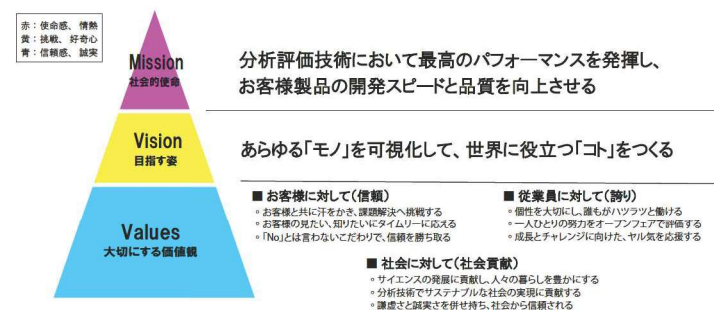 赤：使命感、情熱
黄：挑戦、好奇心
青：信頼感、誠実
Mission
社会的使命
分析評価技術において最高のパフォーマンスを発揮し、
お客様製品の開発スピードと品質を向上させる
Vision
目指す姿
あらゆる「モノ」を可視化して、世界に役立つ「コト」をつくる
Values
大切にする価値観
■ お客様に対して（信頼）
◦ お客様と共に汗をかき、課題解決へ挑戦する
◦ お客様の見たい、知りたいにタイムリーに応える
◦ 「No」とは言わないこだわりで、信頼を勝ち取る
■ 従業員に対して（誇り）
◦ 個性を大切にし、誰もがハツラツと働ける
◦ 一人ひとりの努力をオープンフェアで評価する
◦ 成長とチャレンジに向けた、ヤル気を応援する
■ 社会に対して（社会貢献）
◦ サイエンスの発展に貢献し、人々の暮らしを豊かにする
◦ 分析技術でサステナブルな社会の実現に貢献する
◦ 謙虚さと誠実さを併せ持ち、社会から信頼される